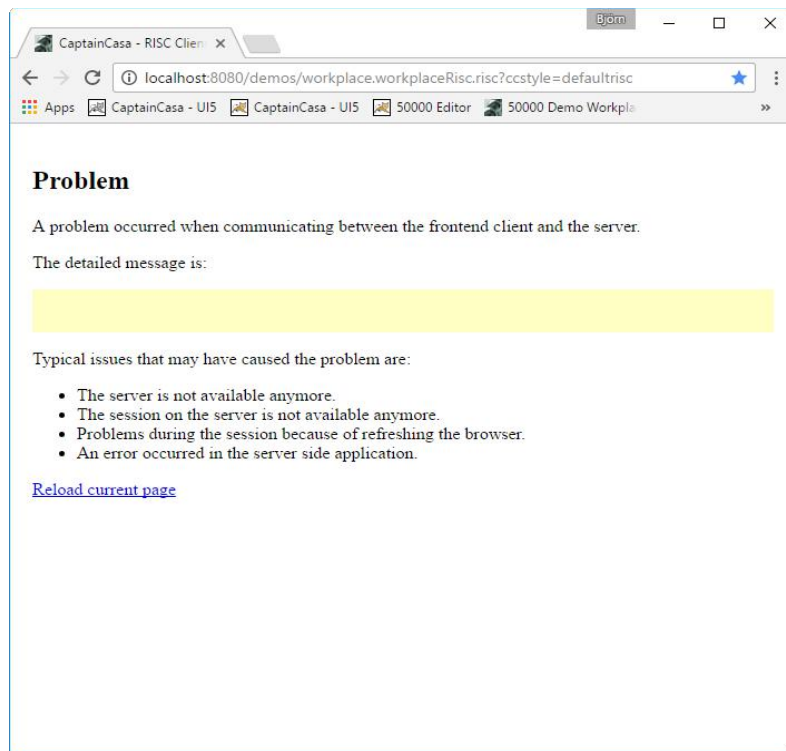 Björn
CaptainCasa - RISC Clien
localhost:8080/demos/workplace.workplaceRisc.risc?ccstyle=defaultrisc
Apps CaptainCasa - UI5 CaptainCasa - UI5 50000 Editor 50000 Demo Workpla
Problem
A problem occurred when communicating between the frontend client and the server.
The detailed message is:
Typical issues that may have caused the problem are:
• The server is not available anymore.
• The session on the server is not available anymore.
• Problems during the session because of refreshing the browser.
• An error occurred in the server side application.
Reload current page